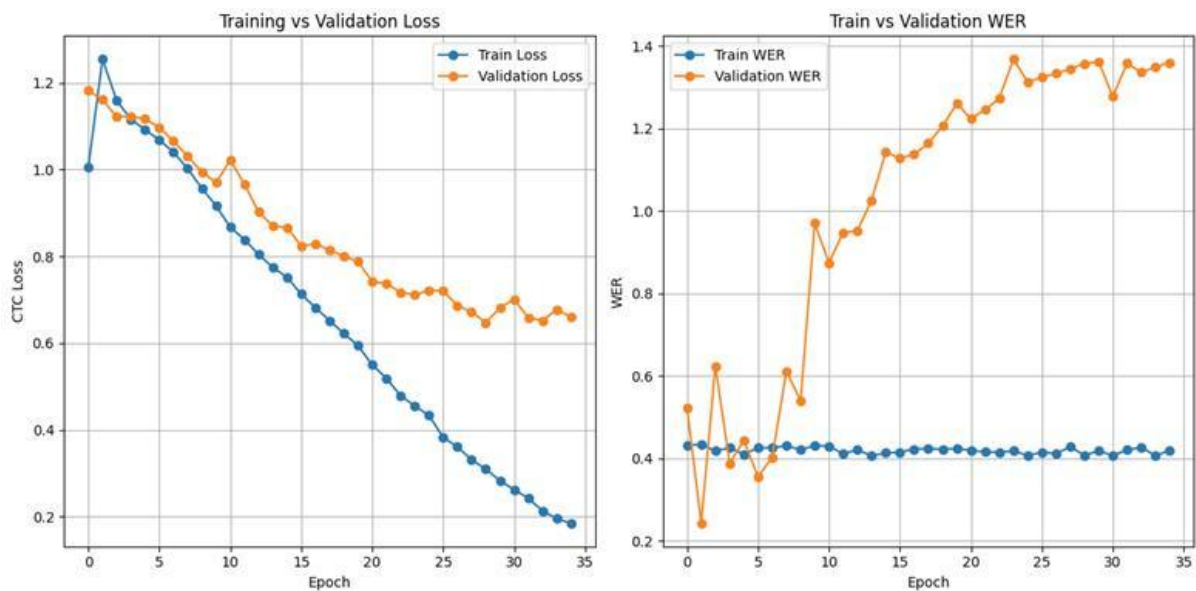 Training vs Validation Loss
Train Loss
Validation Loss
1.2
1.0
0.8
0.6
0.4
0.2
CTC Loss
0 5 10 15 20 25 30 35
Epoch
Train vs Validation WER
Train WER
Validation WER
1.4
1.2
1.0
0.8
0.6
0.4
0.2
WER
0 5 10 15 20 25 30 35
Epoch